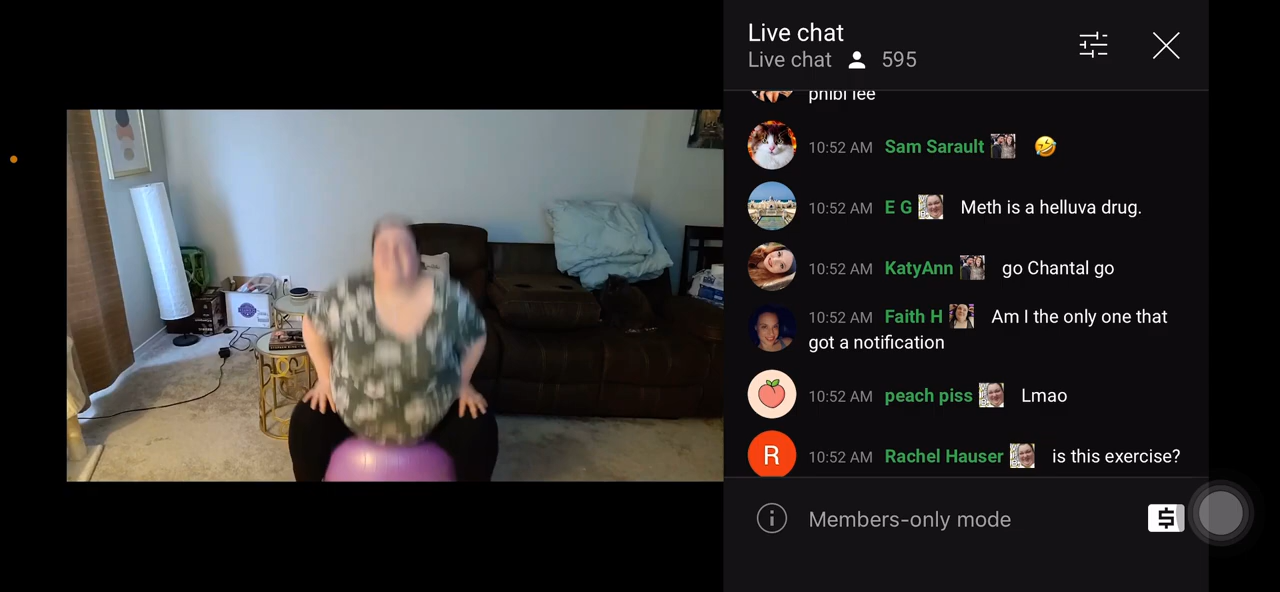 Live chat
Live chat 595
phibi fee
10:52 AM Sam Sarault 🤣
10:52 AM E G Meth is a helluva drug.
10:52 AM KatyAnn go Chantal go
10:52 AM Faith H Am I the only one that
got a notification
10:52 AM peach piss Lmao
R 10:52 AM Rachel Hauser is this exercise?
Members-only mode